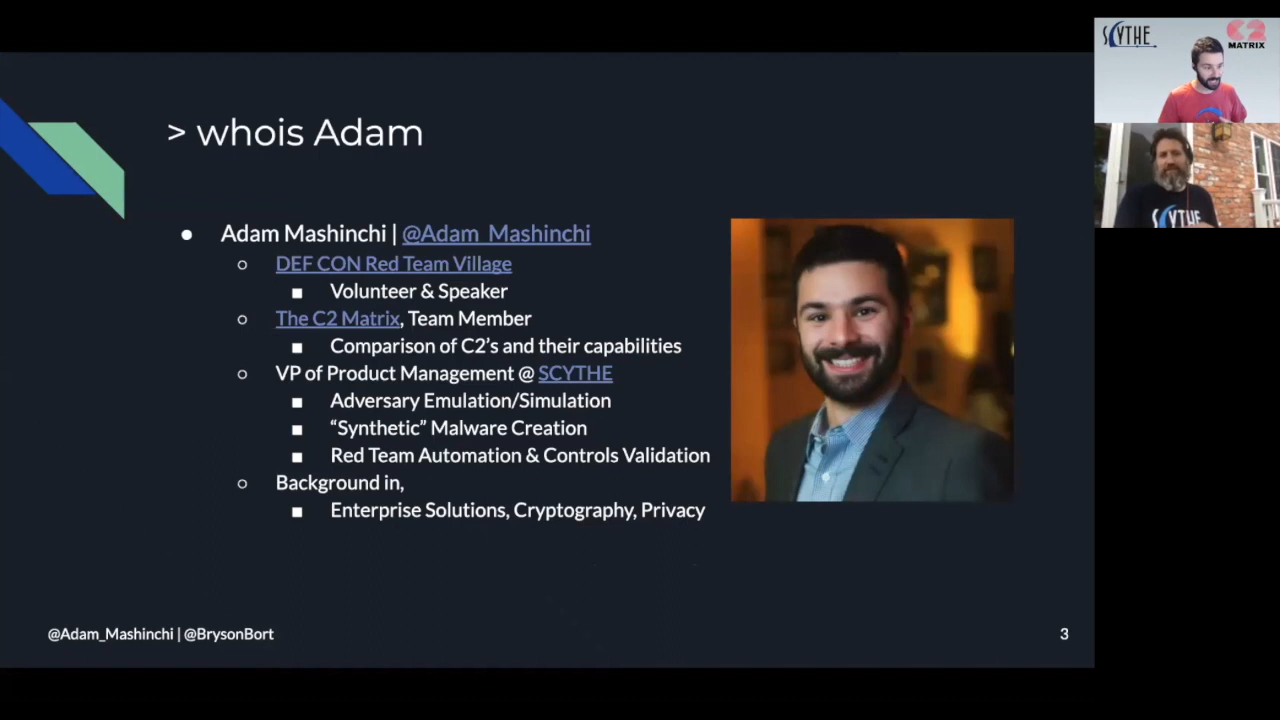 > whois Adam
● Adam Mashinchi | @Adam_Mashinchi
○ DEF CON Red Team Village
■ Volunteer & Speaker
○ The C2 Matrix, Team Member
■ Comparison of C2's and their capabilities
○ VP of Product Management @ SCYTHE
■ Adversary Emulation/Simulation
■ “Synthetic” Malware Creation
■ Red Team Automation & Controls Validation
○ Background in,
■ Enterprise Solutions, Cryptography, Privacy
@Adam_Mashinchi | @BrysonBort
3
SCYTHE
C2
MATRIX
SCYTHE